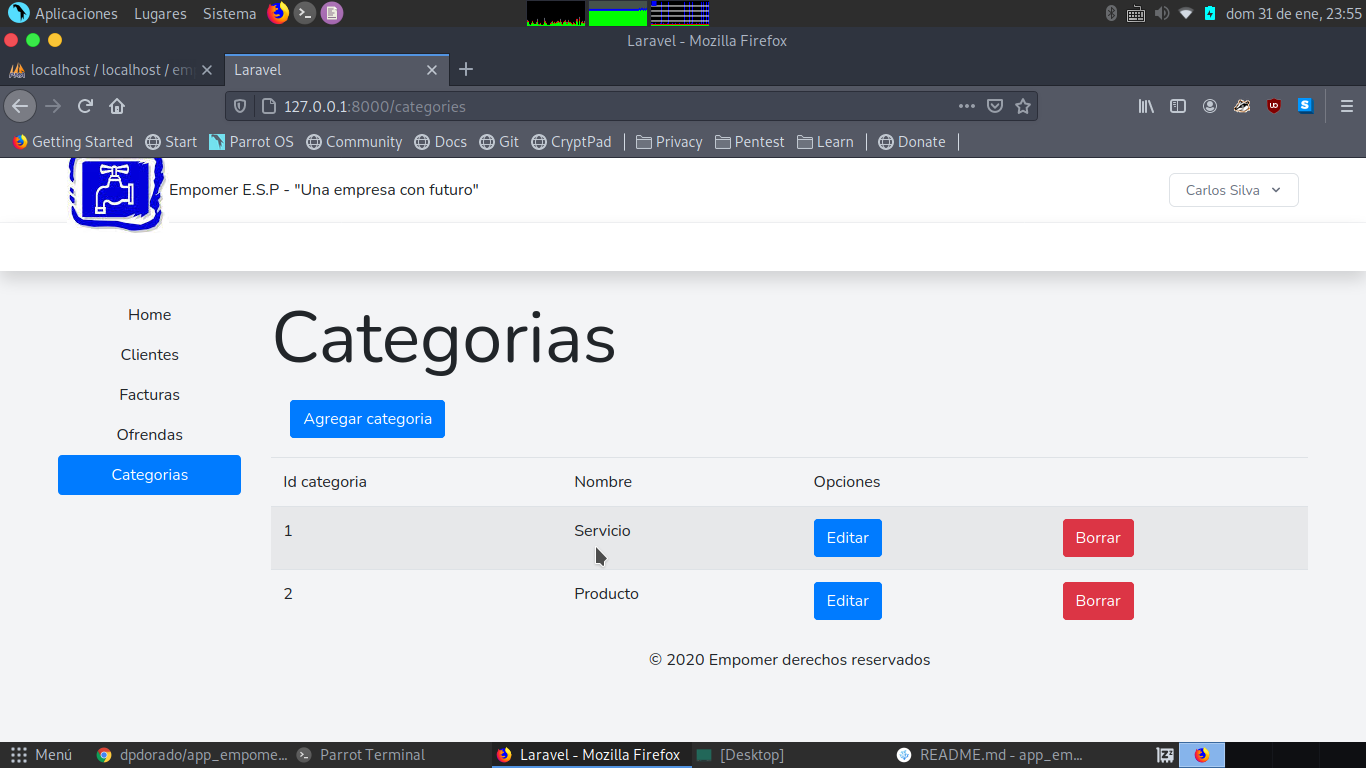 Aplicaciones Lugares Sistema dom 31 de ene, 23:55
Laravel - Mozilla Firefox
localhost / localhost / em Laravel
127.0.0.1:8000/categories
Getting Started Start Parrot OS Community Docs Git CryptPad Privacy Pentest Learn Donate
Empomer E.S.P - "Una empresa con futuro" Carlos Silva
Home
Clientes
Facturas
Ofrendas
Categorias
Categorias
Agregar categoria
Id categoria Nombre Opciones
1 Servicio Editar Borrar
2 Producto Editar Borrar
© 2020 Empomer derechos reservados
Menú dpdorado/app_empome... Parrot Terminal Laravel - Mozilla Firefox [Desktop] README.md - app_em...